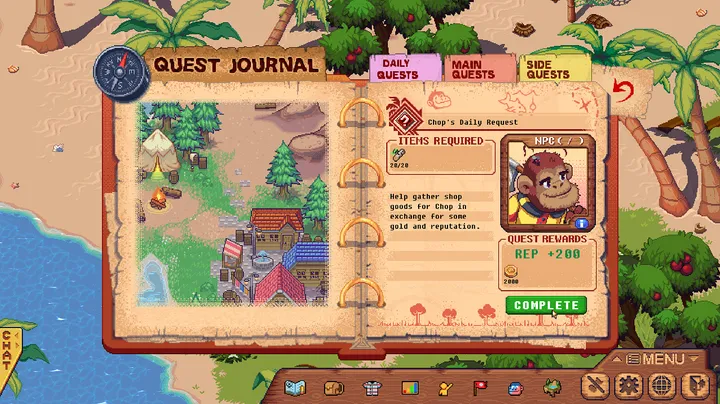 QUEST JOURNAL
DAILY QUESTS
MAIN QUESTS
SIDE QUESTS
Chop's Daily Request
ITEMS REQUIRED
20/20
NPC( / )
Help gather shop
goods for Chop in
exchange for some
gold and reputation.
QUEST REWARDS
REP +200
2000
COMPLETE
CHAT
MENU